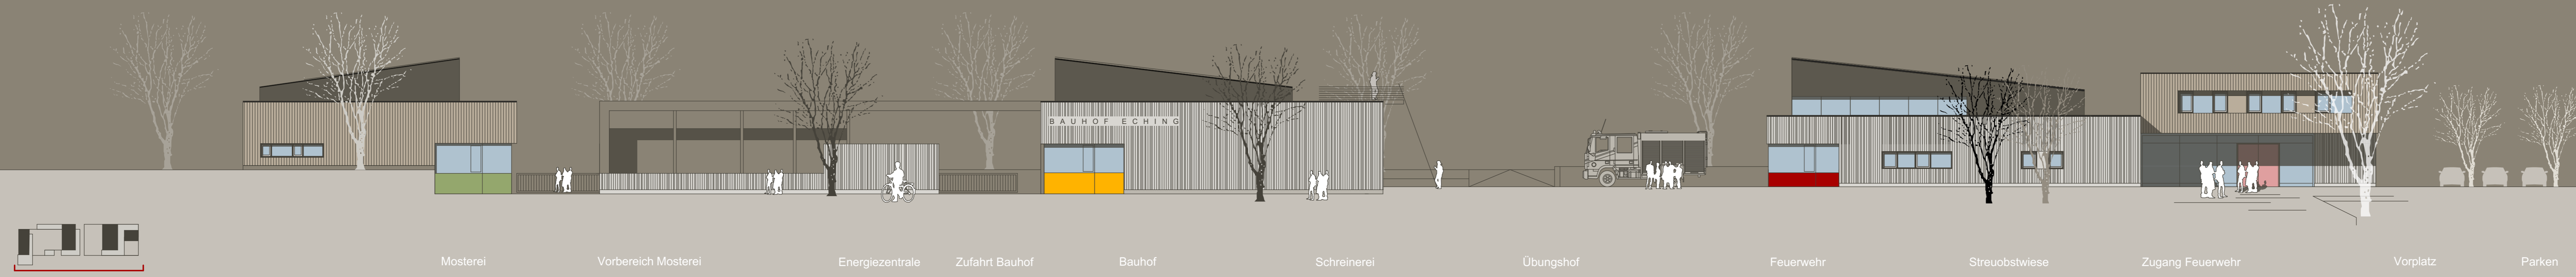 BAUHOF ECHING
Mosterei Vorbereich Mosterei Energiezentrale Zufahrt Bauhof Bauhof Schreinerei Übungshof Feuerwehr Streuobstwiese Zugang Feuerwehr Vorplatz Parken